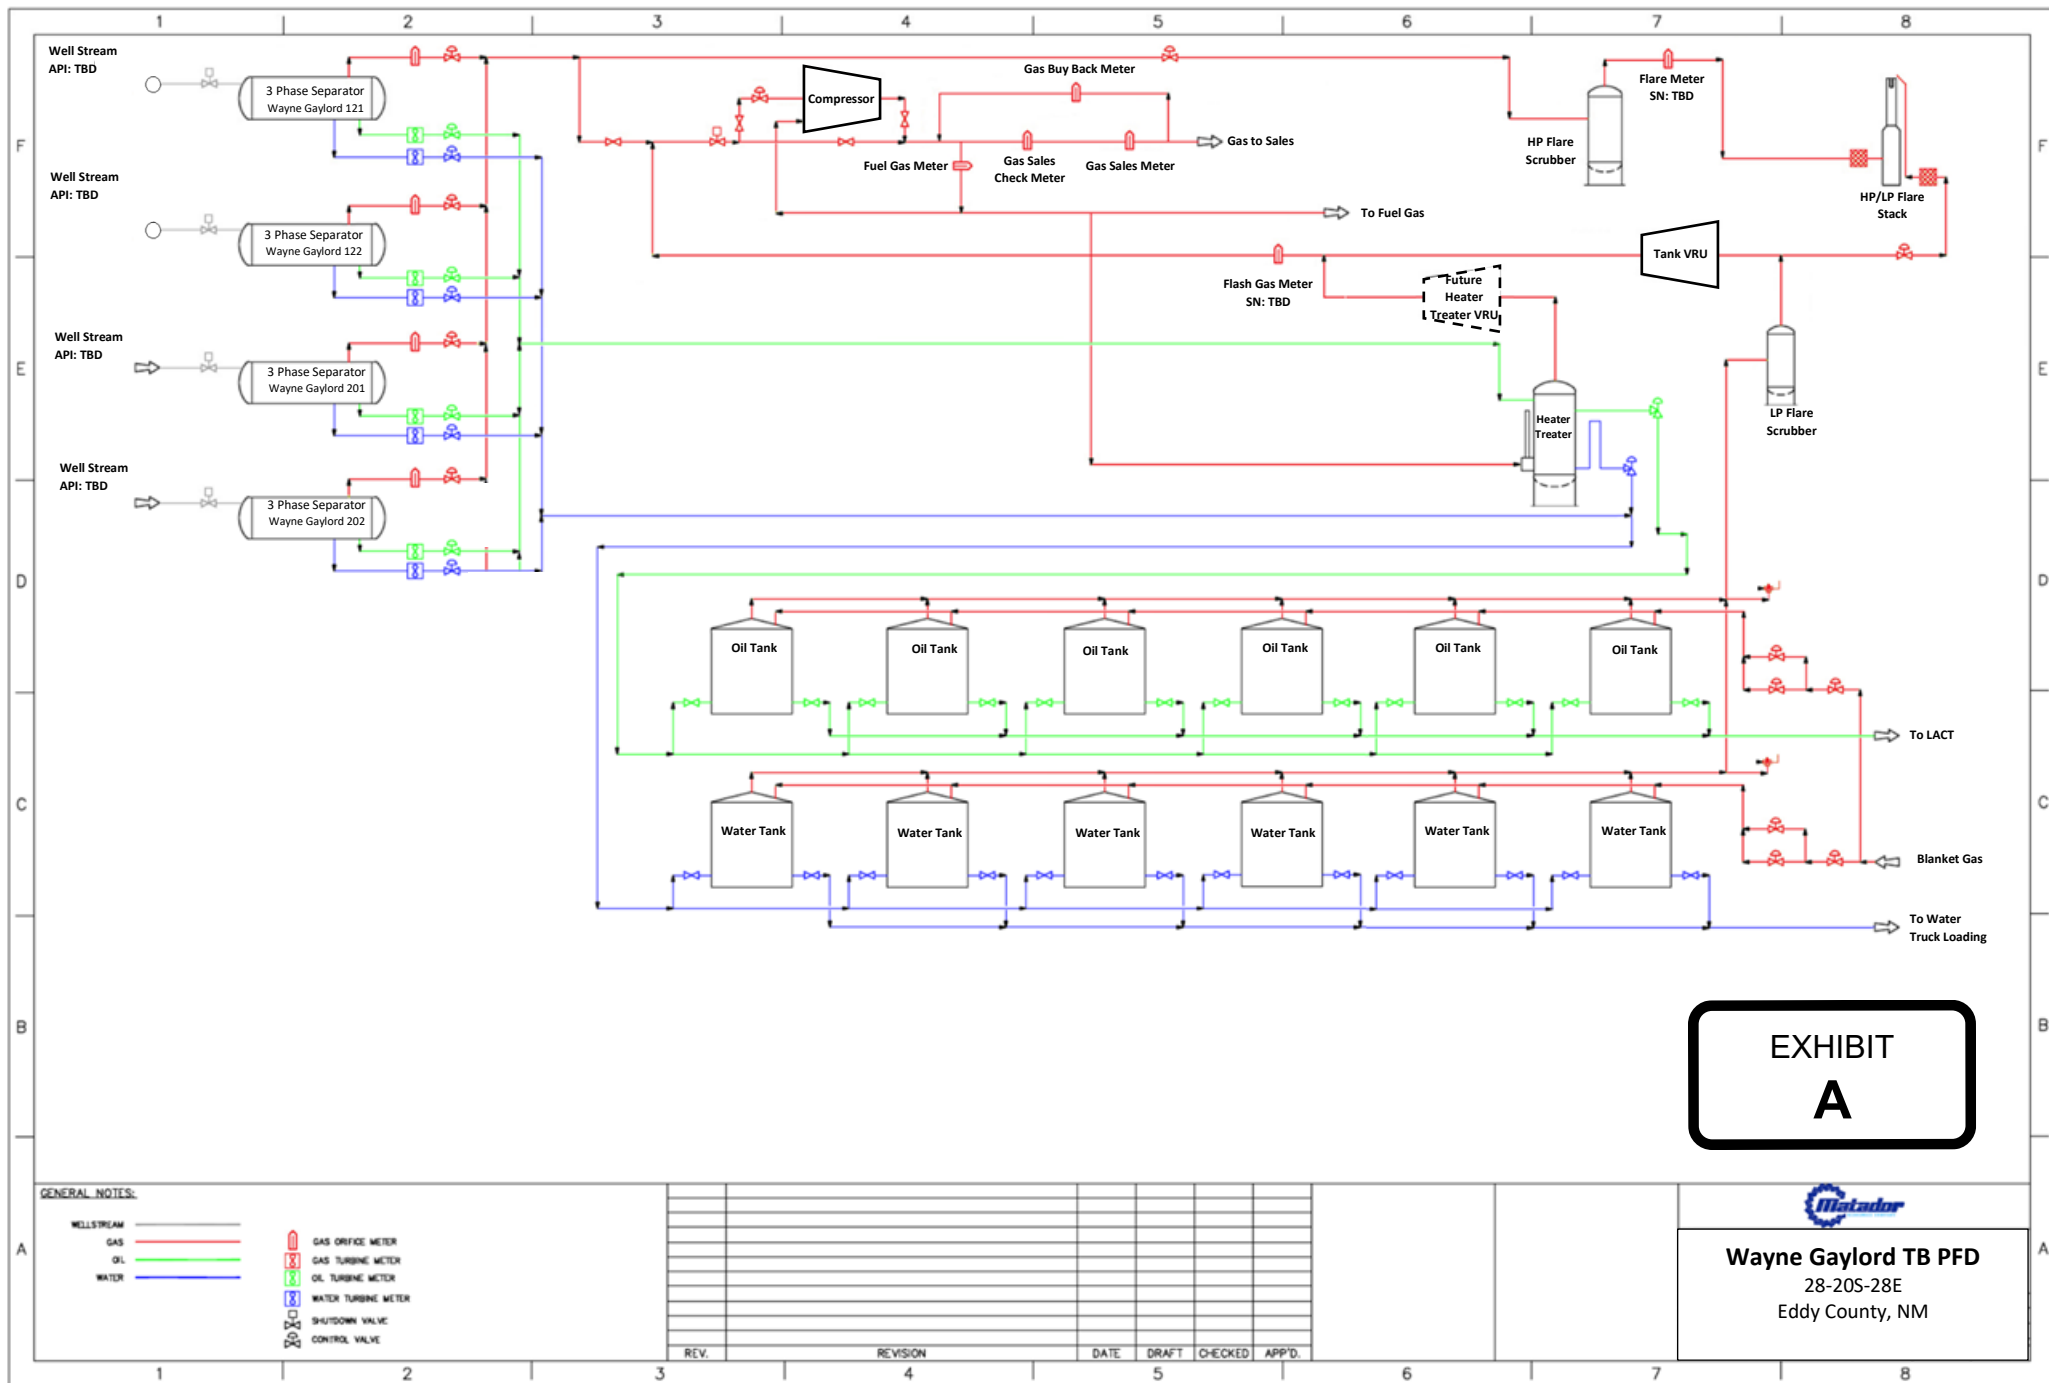 1 2 3 4 5 6 7 8
Well Stream
API: TBD
3 Phase Separator
Wayne Gaylord 121
Well Stream
API: TBD
3 Phase Separator
Wayne Gaylord 122
Well Stream
API: TBD
3 Phase Separator
Wayne Gaylord 201
Well Stream
API: TBD
3 Phase Separator
Wayne Gaylord 202
Compressor
Gas Buy Back Meter
Gas to Sales
Fuel Gas Meter
Gas Sales
Check Meter
Gas Sales Meter
To Fuel Gas
HP Flare
Scrubber
Flare Meter
SN: TBD
HP/LP Flare
Stack
Tank VRU
Flash Gas Meter
SN: TBD
Future
Heater
Treater VRU
Heater
Treater
LP Flare
Scrubber
Oil Tank
Oil Tank
Oil Tank
Oil Tank
Oil Tank
Oil Tank
To LACT
Water Tank
Water Tank
Water Tank
Water Tank
Water Tank
Water Tank
Blanket Gas
To Water
Truck Loading
F
E
D
C
B
A
F
E
D
C
B
A
EXHIBIT
A
GENERAL NOTES:
WELLSTREAM
GAS
OIL
WATER
GAS ORIFICE METER
GAS TURBINE METER
OIL TURBINE METER
WATER TURBINE METER
SHUTDOWN VALVE
CONTROL VALVE
REV. REVISION DATE DRAFT CHECKED APP'D.
Matador
Wayne Gaylord TB PFD
28-20S-28E
Eddy County, NM
1 2 3 4 5 6 7 8